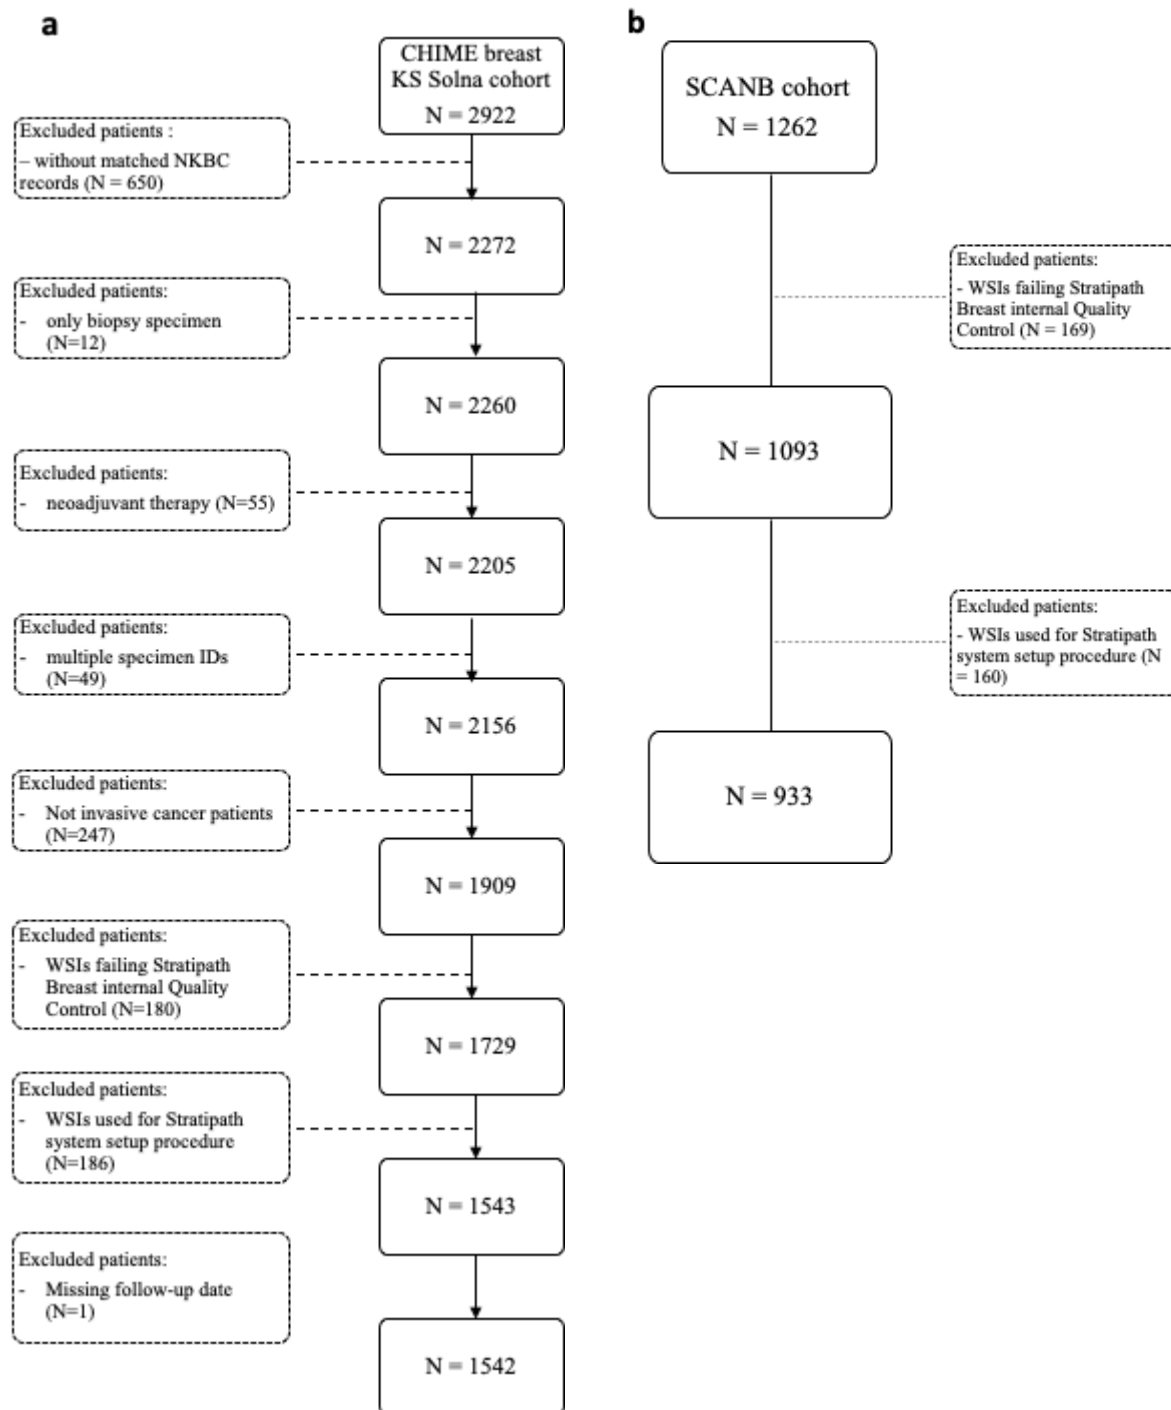 a
CHIME breast
KS Solna cohort
N = 2922
Excluded patients :
– without matched NKBC
records (N = 650)
N = 2272
Excluded patients:
- only biopsy specimen
(N=12)
N = 2260
Excluded patients:
- neoadjuvant therapy (N=55)
N = 2205
Excluded patients:
- multiple specimen IDs
(N=49)
N = 2156
Excluded patients:
- Not invasive cancer patients
(N=247)
N = 1909
Excluded patients:
- WSIs failing Stratipath
Breast internal Quality
Control (N=180)
N = 1729
Excluded patients:
- WSIs used for Stratipath
system setup procedure
(N=186)
N = 1543
Excluded patients:
- Missing follow-up date
(N=1)
N = 1542
b
SCANB cohort
N = 1262
Excluded patients:
- WSIs failing Stratipath
Breast internal Quality
Control (N = 169)
N = 1093
Excluded patients:
- WSIs used for Stratipath
system setup procedure (N
= 160)
N = 933